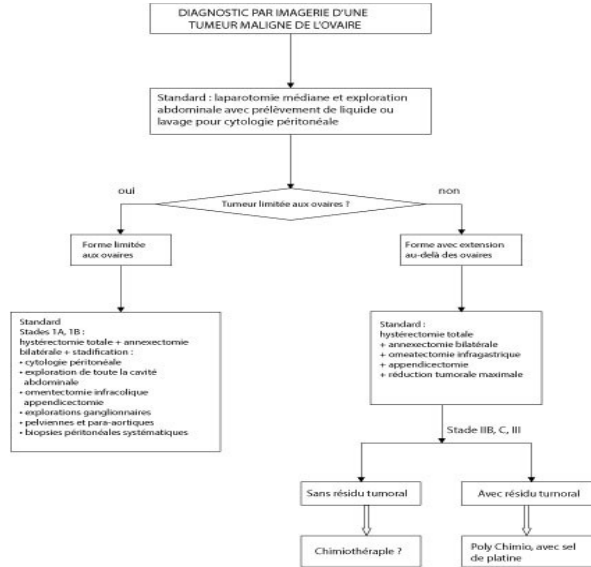 DIAGNOSTIC PAR IMAGERIE D'UNE
TUMEUR MALIGNE DE L'OVAIRE
Standard : laparotomie médiane et exploration
abdominale avec prélèvement de liquide ou
lavage pour cytologie péritonéale
oui
non
Tumeur limitée aux ovaires ?
Forme limitée
aux ovaires
Forme avec extension
au-delà des ovaires
Standard
Stades 1A, 1B :
hystérectomie totale + annexectomie
bilatérale + stadification :
• cytologie péritonéale
• exploration de toute la cavité
abdominale
• omentectomie infracolique
appendicectomie
• explorations ganglionnaires
• pelviennes et para-aortiques
• biopsies péritonéales systématiques
Standard :
hystérectomie totale
+ annexectomie bilatérale
+ omeatectomie infragastrique
+ appendicectomie
+ réduction tumorale maximale
Stade IIB, C, III
Sans résidu tumoral
Avec résidu tumoral
Chimiothéraple ?
Poly Chimio, avec sel
de platine